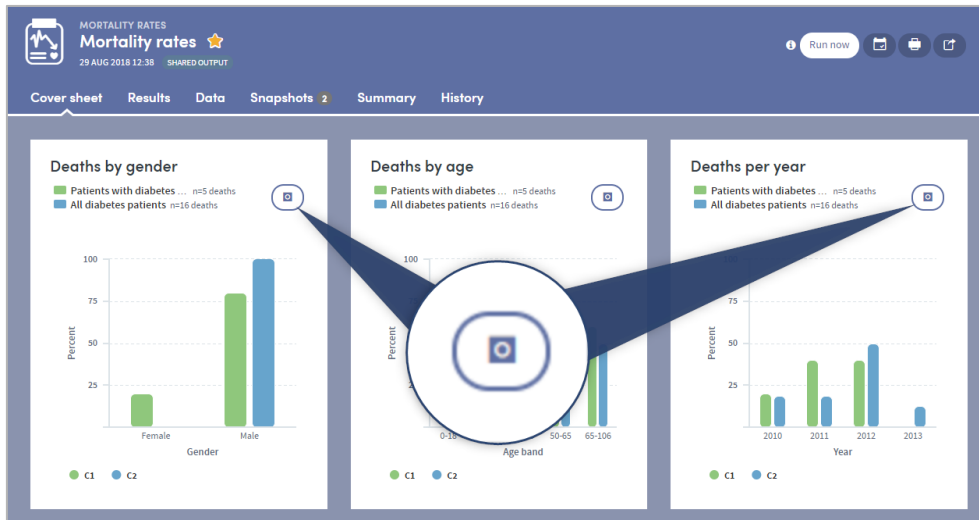 MORTALITY RATES
Mortality rates
29 AUG 2018 12:38 SHARED OUTPUT
Run now
Cover sheet Results Data Snapshots 2 Summary History
Deaths by gender
Patients with diabetes ... n=5 deaths
All diabetes patients n=16 deaths
100
75
50
25
Percent
Female Male
Gender
C1 C2
Deaths by age
Patients with diabetes ... n=5 deaths
All diabetes patients n=16 deaths
100
Percent
50-65 65-106
Age band
C1 C2
Deaths per year
Patients with diabetes ... n=5 deaths
All diabetes patients n=16 deaths
75
50
25
Percent
2010 2011 2012 2013
Year
C1 C2